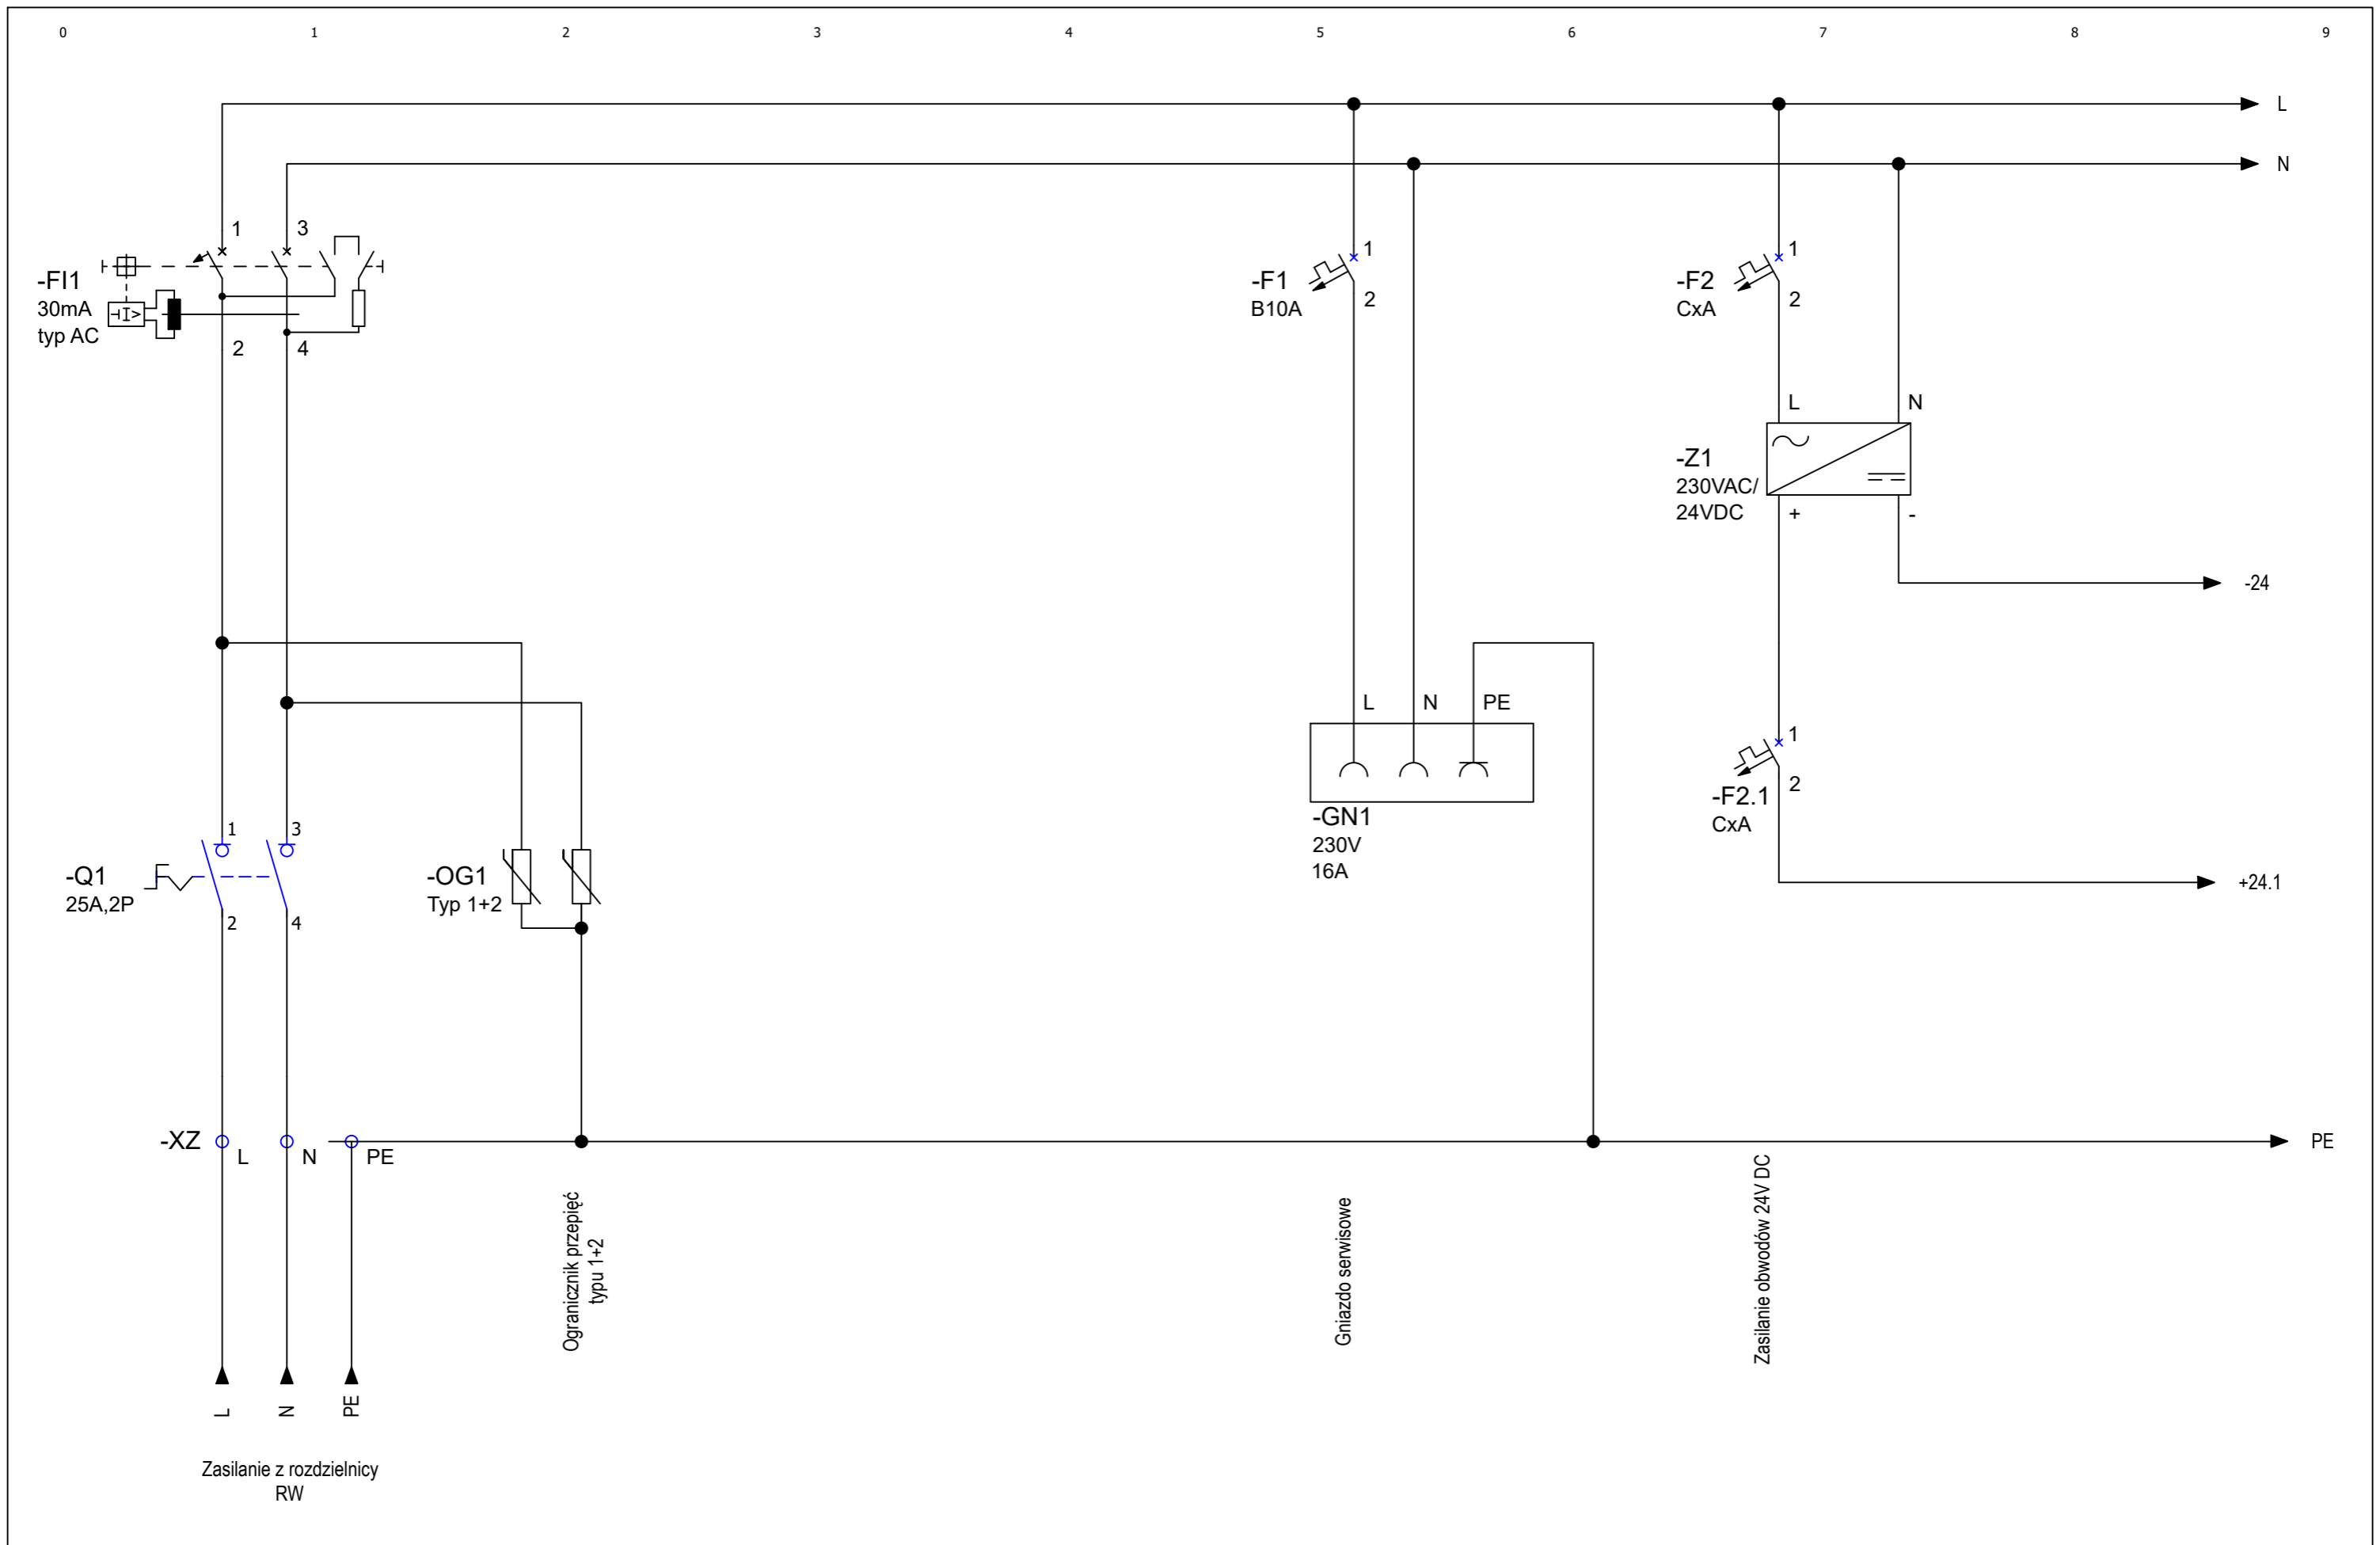 0 1 2 3 4 5 6 7 8 9
L
N
1 3
-FI1
30mA
typ AC
2 4
-F1
B10A
1
2
-F2
CxA
1
2
L N
-Z1
230VAC/
24VDC
+ -
-24
L N PE
-GN1
230V
16A
1
2
-F2.1
CxA
+24.1
1 3
-Q1
25A,2P
2 4
-OG1
Typ 1+2
-XZ
L N PE
PE
Ogranicznik przepięć
typu 1+2
Gniazdo serwisowe
Zasilanie obwodów 24V DC
L N PE
Zasilanie z rozdzielnicy
RW